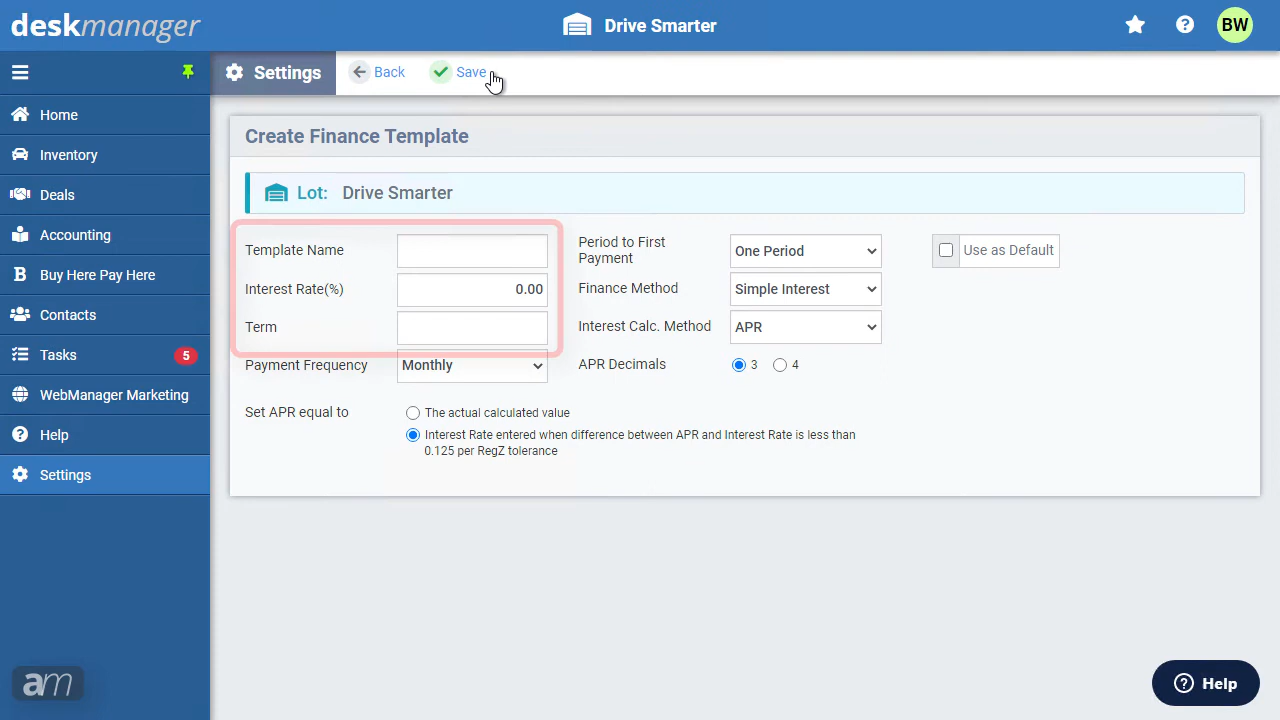 deskmanager
Drive Smarter
BW
Settings
Back
Save
Home
Inventory
Deals
Accounting
Buy Here Pay Here
Contacts
Tasks
5
WebManager Marketing
Help
Settings
am
Create Finance Template
Lot: Drive Smarter
Template Name
Interest Rate(%) 0.00
Term
Payment Frequency Monthly
Period to First
Payment
One Period
Finance Method Simple Interest
Interest Calc. Method APR
APR Decimals 3 4
Use as Default
Set APR equal to
The actual calculated value
Interest Rate entered when difference between APR and Interest Rate is less than
0.125 per RegZ tolerance
Help